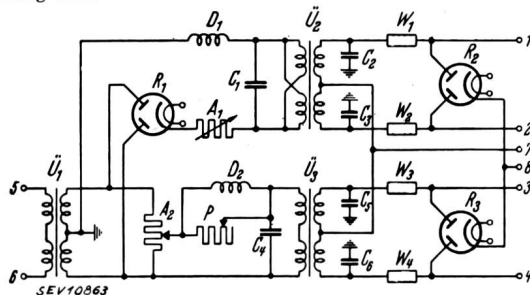 D₁
Ü₂
W₁
1
R₁
C₁
C₂
R₂
A₁
C₃
W₂
2
7
Ü₁
8
D₂
Ü₃
W₃
3
5
A₂
P
C₄
C₅
R₃
6
C₆
W₄
4
SEV10863